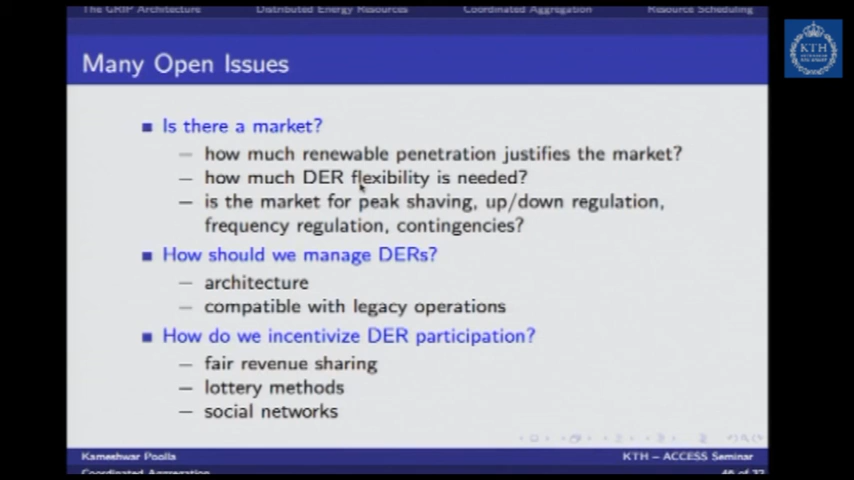 The GRIP Architecture Distributed Energy Resources Coordinated Aggregation Resource Scheduling
Many Open Issues
KTH
Is there a market?
– how much renewable penetration justifies the market?
– how much DER flexibility is needed?
– is the market for peak shaving, up/down regulation,
frequency regulation, contingencies?
How should we manage DERs?
– architecture
– compatible with legacy operations
How do we incentivize DER participation?
– fair revenue sharing
– lottery methods
– social networks
Kameshwar Poolla KTH – ACCESS Seminar
Coordinated Aggregation